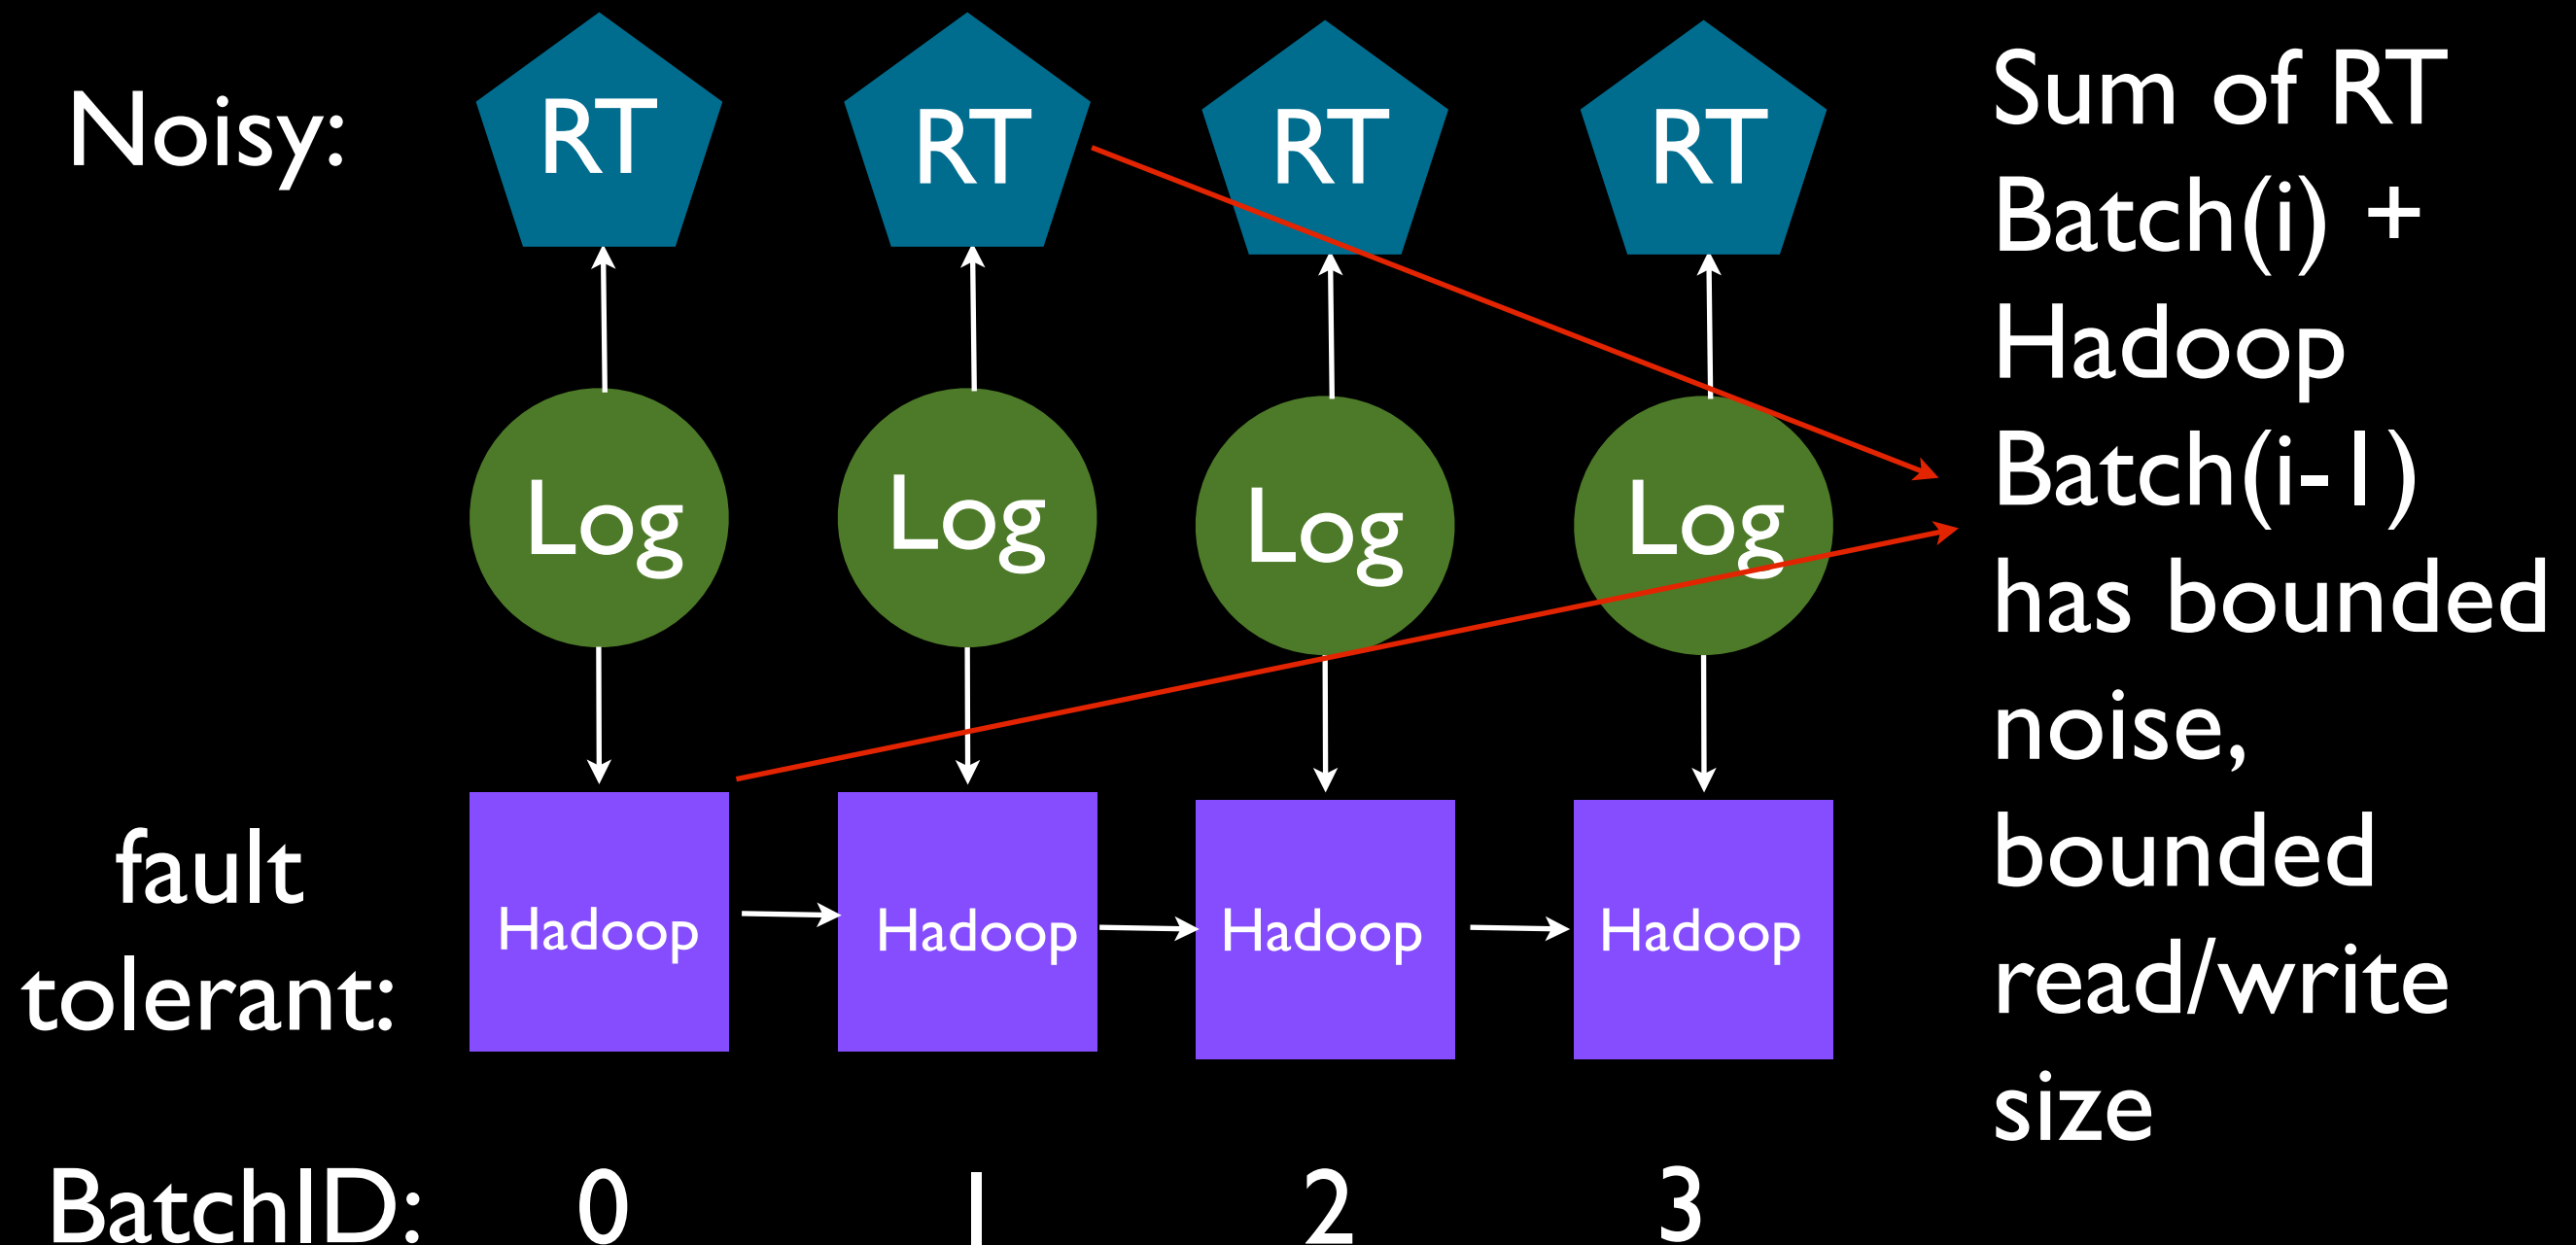 Noisy:
RT
RT
RT
RT
Log
Log
Log
Log
fault
tolerant:
Hadoop
Hadoop
Hadoop
Hadoop
BatchID:
0
1
2
3
Sum of RT
Batch(i) +
Hadoop
Batch(i-1)
has bounded
noise,
bounded
read/write
size